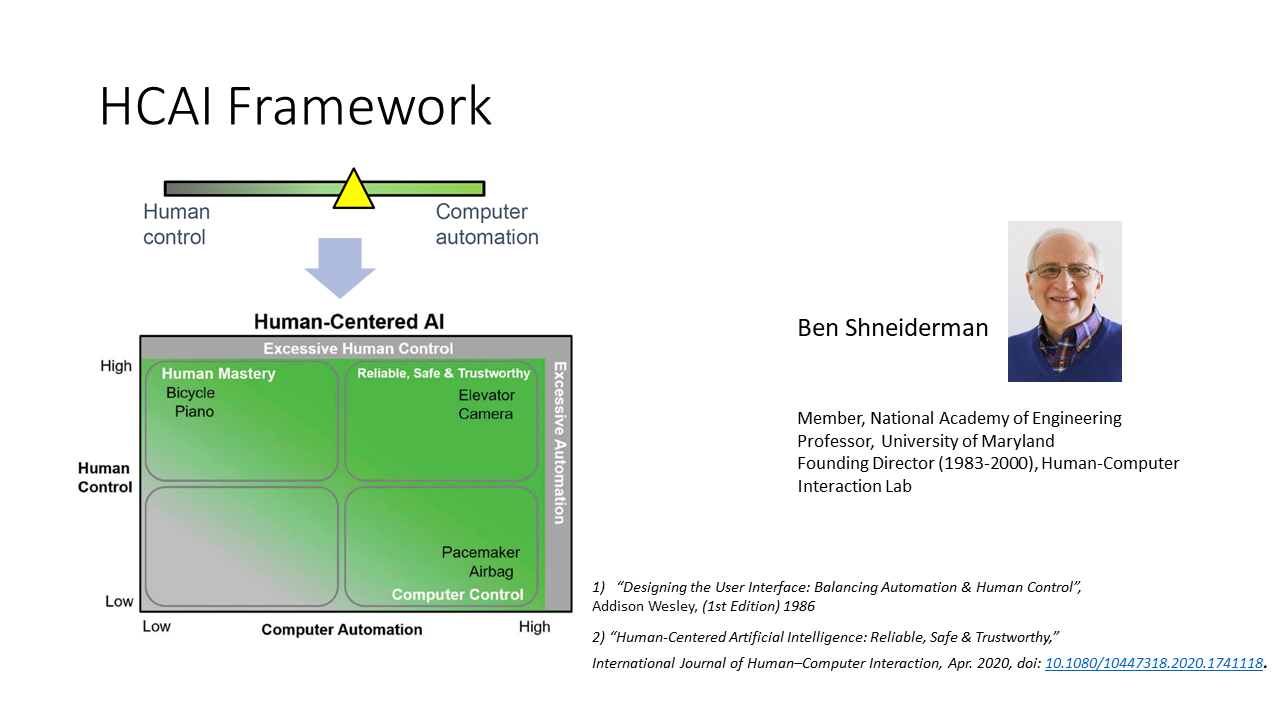 HCAI Framework
Human
control
Computer
automation
Human-Centered AI
Excessive Human Control
High
Human Mastery
Bicycle
Piano
Reliable, Safe & Trustworthy
Elevator
Camera
Excessive Automation
Human
Control
Pacemaker
Airbag
Computer Control
Low
Low
Computer Automation
High
Ben Shneiderman
Member, National Academy of Engineering
Professor, University of Maryland
Founding Director (1983-2000), Human-Computer
Interaction Lab
1) “Designing the User Interface: Balancing Automation & Human Control”,
Addison Wesley, (1st Edition) 1986
2) “Human-Centered Artificial Intelligence: Reliable, Safe & Trustworthy,”
International Journal of Human–Computer Interaction, Apr. 2020, doi: 10.1080/10447318.2020.1741118.